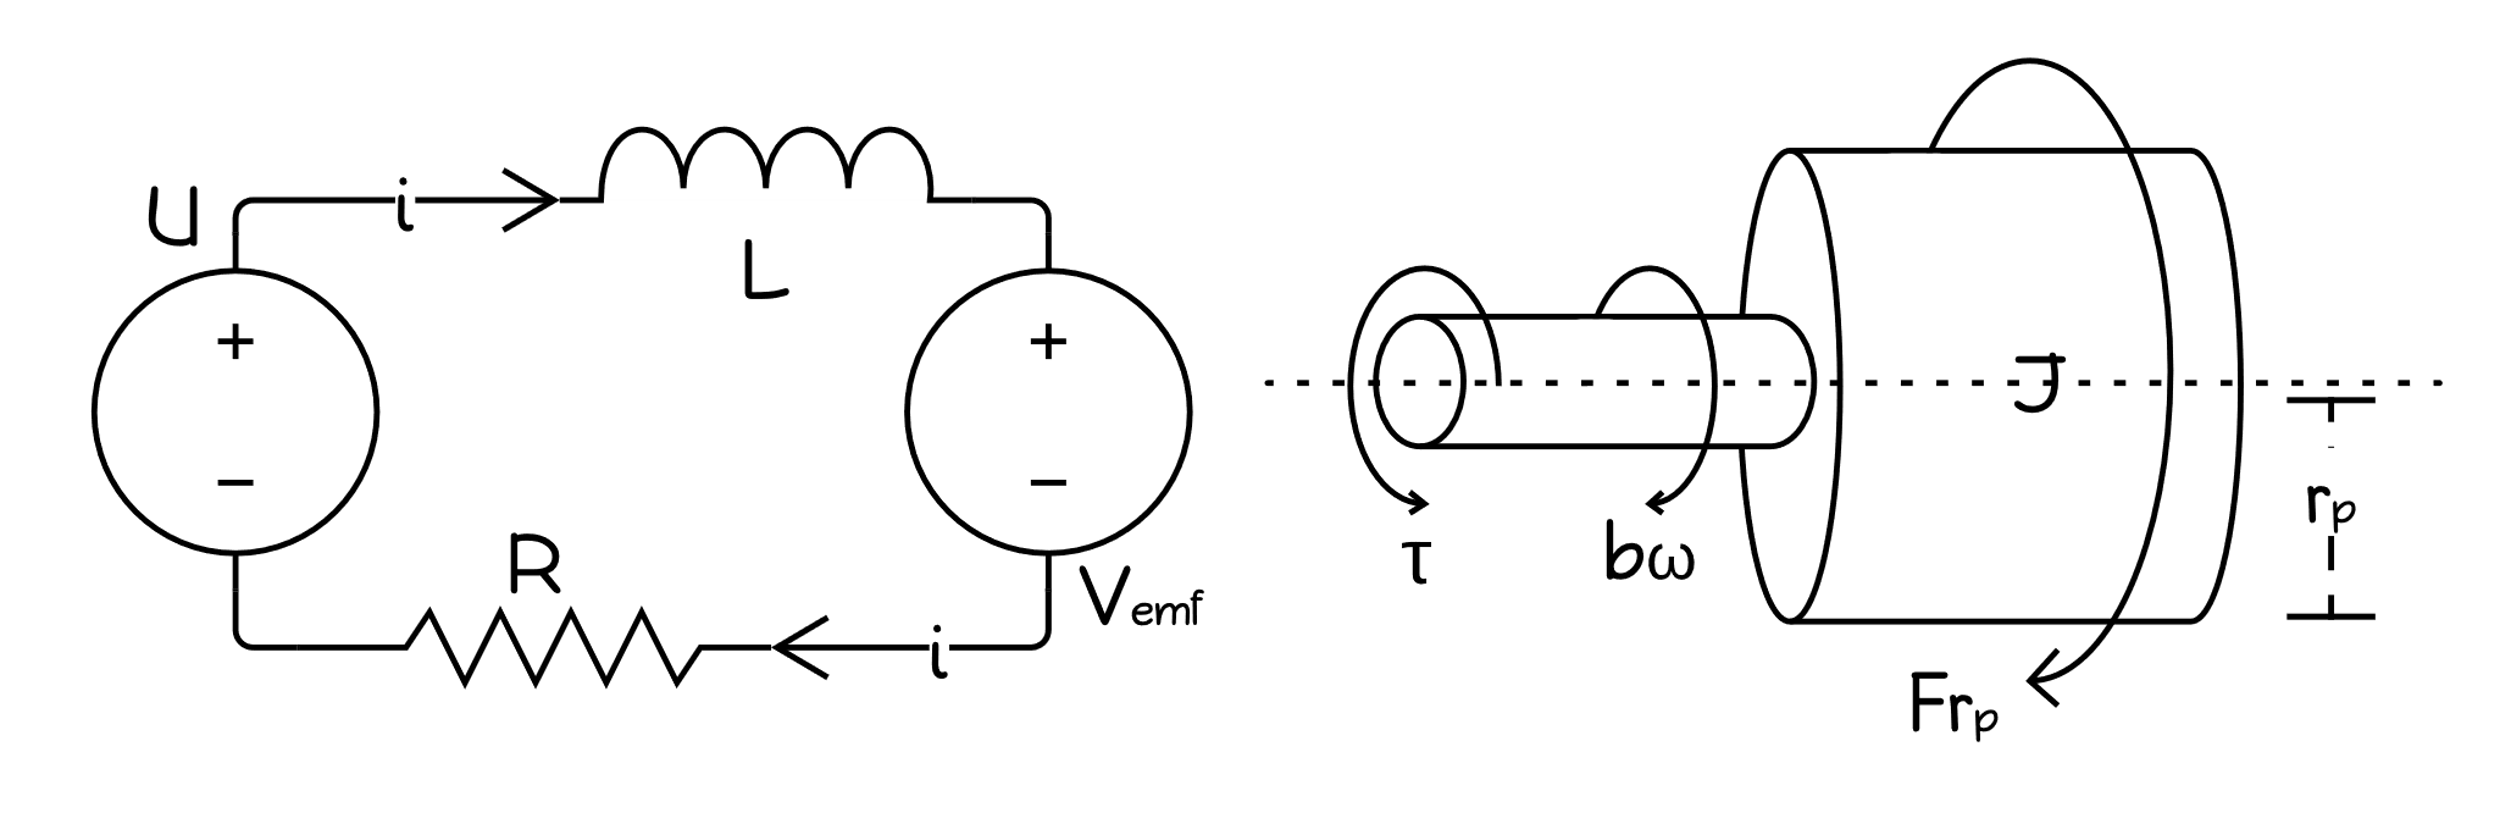 u
i
L
+
+
−
−
R
i
Vemf
τ
bω
J
rp
Frp